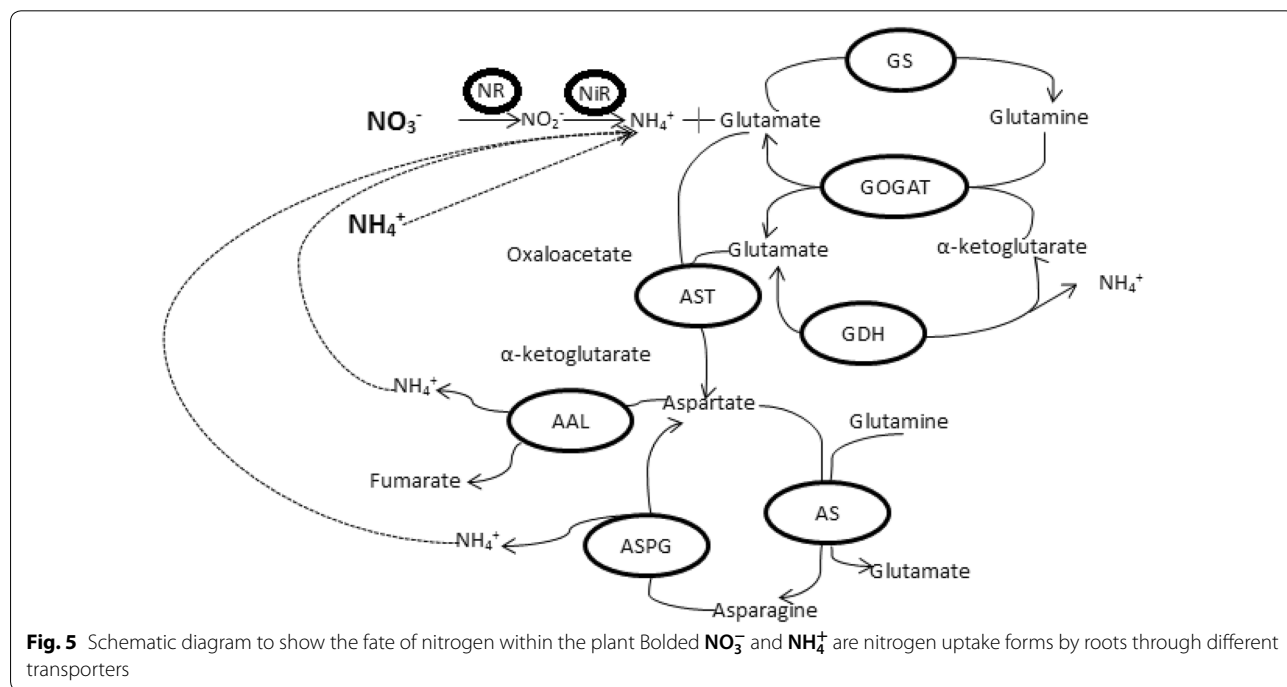 GS
NR
NiR
NO₃⁻
NO₂⁻
NH₄⁺ + Glutamate
Glutamine
GOGAT
NH₄⁺
Oxaloacetate
Glutamate
α-ketoglutarate
AST
NH₄⁺
GDH
α-ketoglutarate
NH₄⁺
Aspartate
AAL
Glutamine
Fumarate
AS
NH₄⁺
ASPG
Glutamate
Asparagine
Fig. 5 Schematic diagram to show the fate of nitrogen within the plant Bolded NO₃⁻ and NH₄⁺ are nitrogen uptake forms by roots through different
transporters